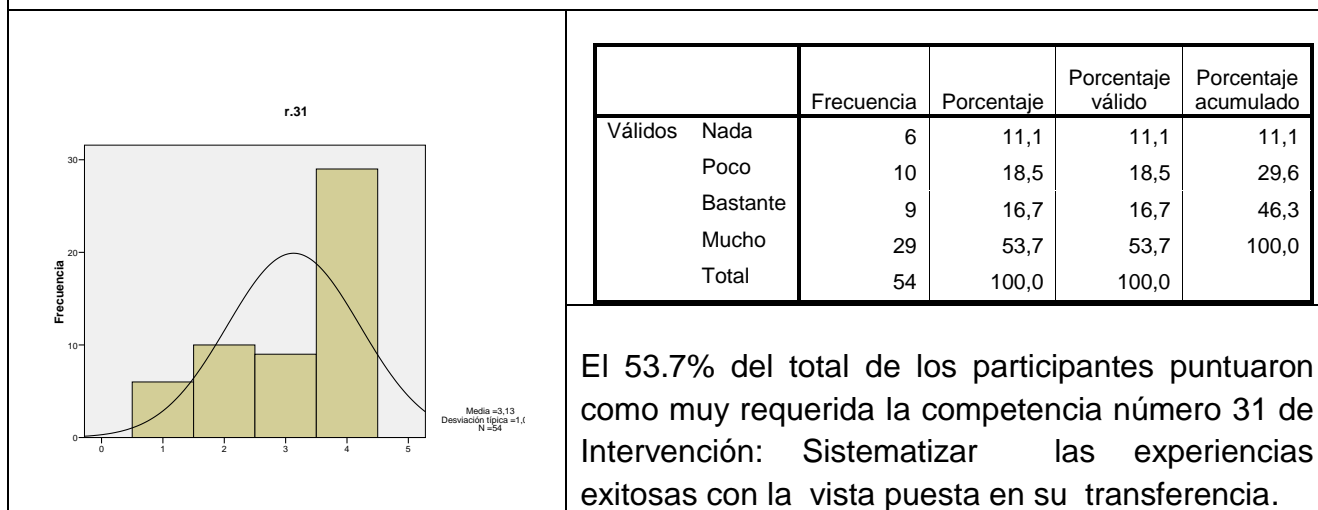 r.31
30
20
10
0
Frecuencia
0 1 2 3 4 5
Media =3,13
Desviación típica =1,
N =54
Frecuencia Porcentaje Porcentaje válido Porcentaje acumulado
Válidos Nada 6 11,1 11,1 11,1
Poco 10 18,5 18,5 29,6
Bastante 9 16,7 16,7 46,3
Mucho 29 53,7 53,7 100,0
Total 54 100,0 100,0
El 53.7% del total de los participantes puntuaron
como muy requerida la competencia número 31 de
Intervención: Sistematizar las experiencias
exitosas con la vista puesta en su transferencia.